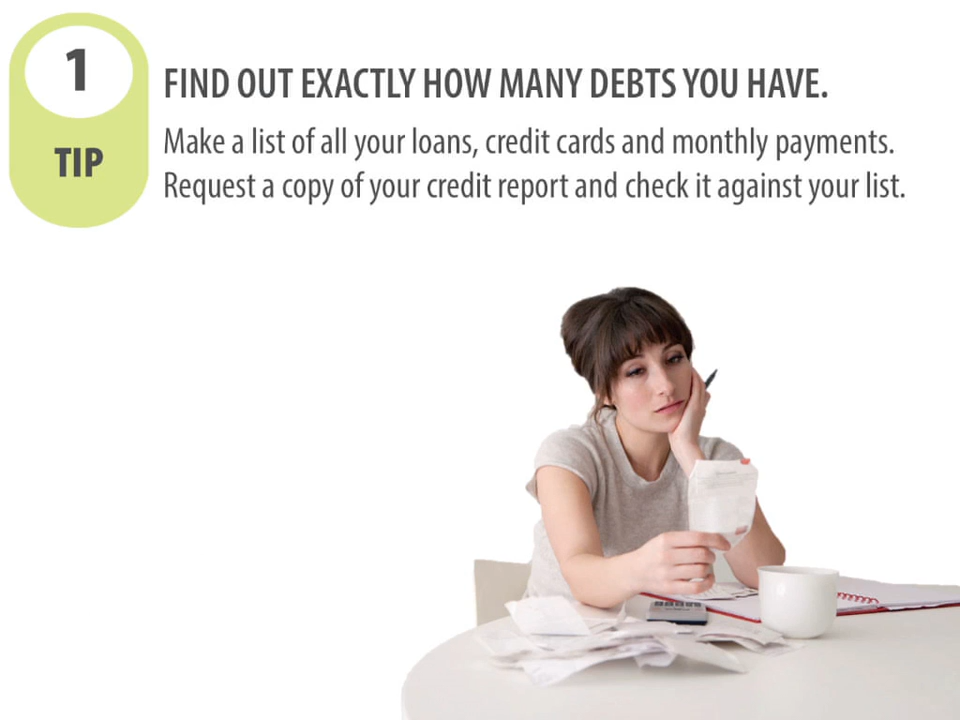 1
TIP
FIND OUT EXACTLY HOW MANY DEBTS YOU HAVE.
Make a list of all your loans, credit cards and monthly payments.
Request a copy of your credit report and check it against your list.